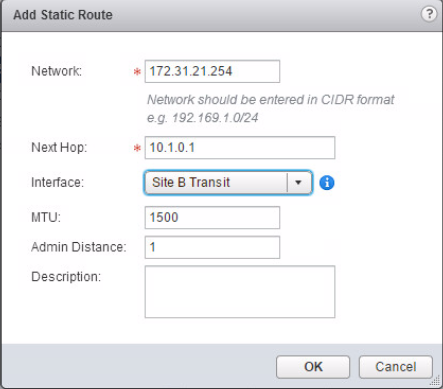 Add Static Route
?
Network: * 172.31.21.254
Network should be entered in CIDR format
e.g. 192.169.1.0/24
Next Hop: * 10.1.0.1
Interface: Site B Transit
MTU: 1500
Admin Distance: 1
Description:
OK Cancel